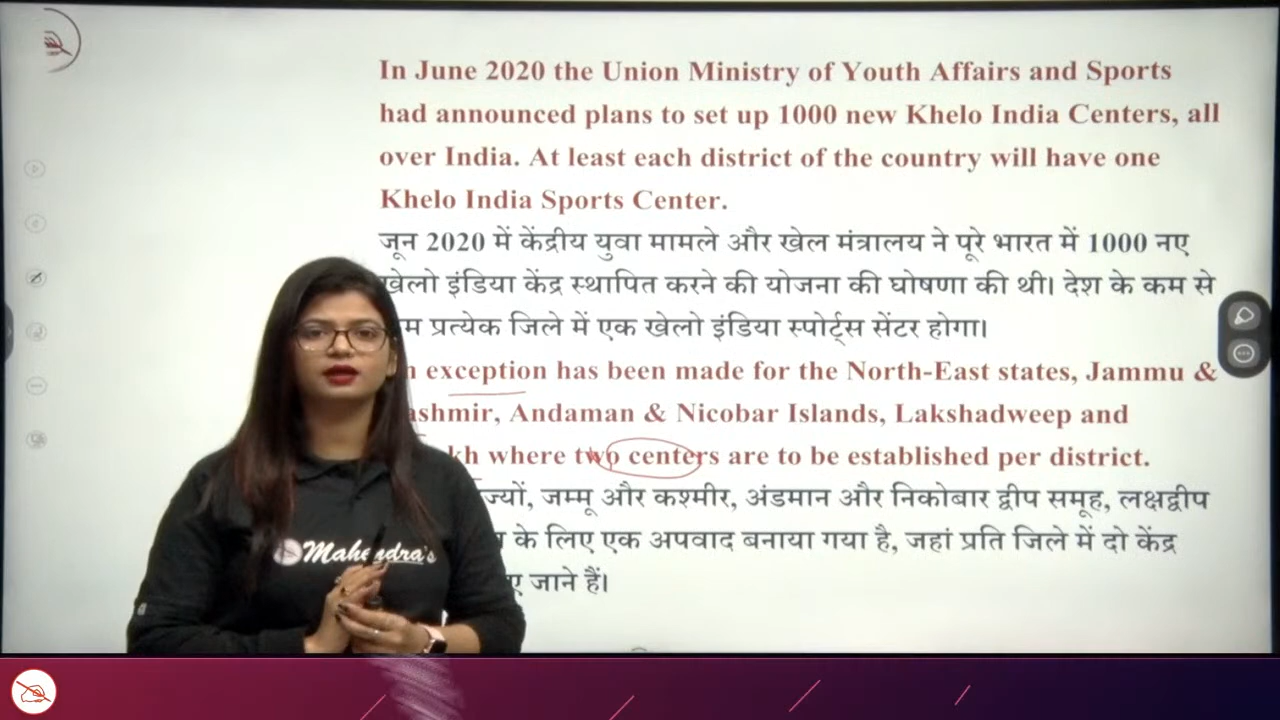 In June 2020 the Union Ministry of Youth Affairs and Sports
had announced plans to set up 1000 new Khelo India Centers, all
over India. At least each district of the country will have one
Khelo India Sports Center.
जून 2020 में केंद्रीय युवा मामले और खेल मंत्रालय ने पूरे भारत में 1000 नए
खेलो इंडिया केंद्र स्थापित करने की योजना की घोषणा की थी। देश के कम से
म प्रत्येक जिले में एक खेलो इंडिया स्पोर्ट्स सेंटर होगा।
n exception has been made for the North-East states, Jammu &
ashmir, Andaman & Nicobar Islands, Lakshadweep and
kh where two centers are to be established per district.
ज्यों, जम्मू और कश्मीर, अंडमान और निकोबार द्वीप समूह, लक्षद्वीप
के लिए एक अपवाद बनाया गया है, जहां प्रति जिले में दो केंद्र
ए जाने हैं।
Mahendra's